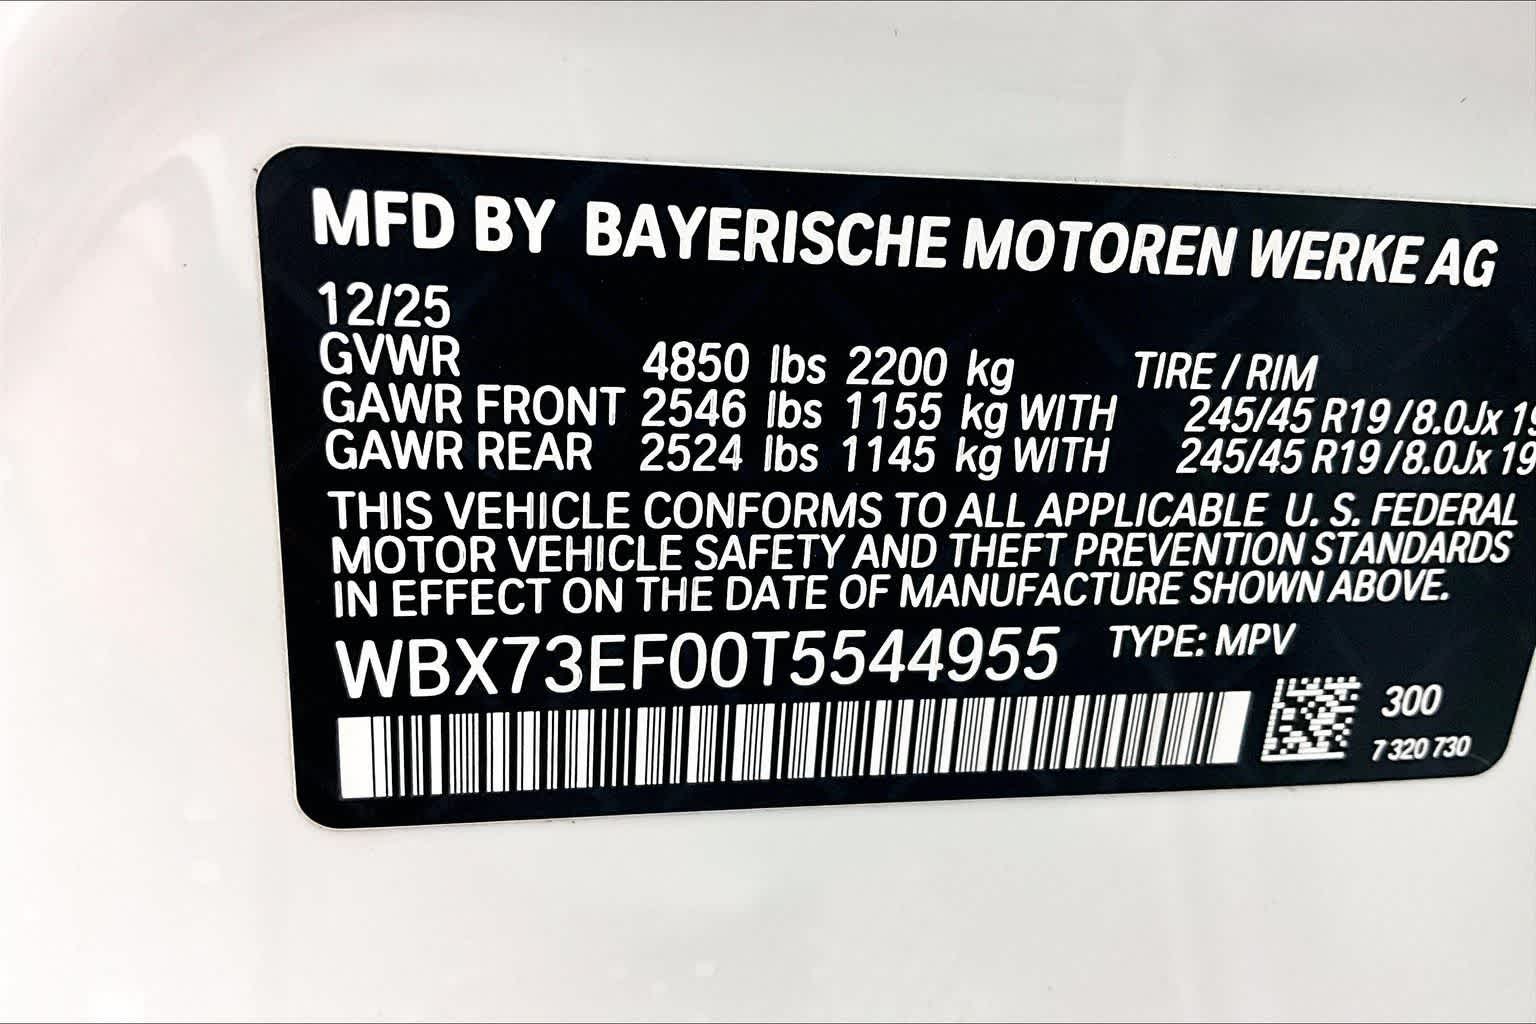 MFD BY BAYERISCHE MOTOREN WERKE AG
12/25
GVWR 4850 lbs 2200 kg TIRE / RIM
GAWR FRONT 2546 lbs 1155 kg WITH 245/45 R19 /8.0Jx 19
GAWR REAR 2524 lbs 1145 kg WITH 245/45 R19 /8.0Jx 19
THIS VEHICLE CONFORMS TO ALL APPLICABLE U. S. FEDERAL
MOTOR VEHICLE SAFETY AND THEFT PREVENTION STANDARDS
IN EFFECT ON THE DATE OF MANUFACTURE SHOWN ABOVE.
WBX73EF00T5544955 TYPE: MPV
300
7 320 730